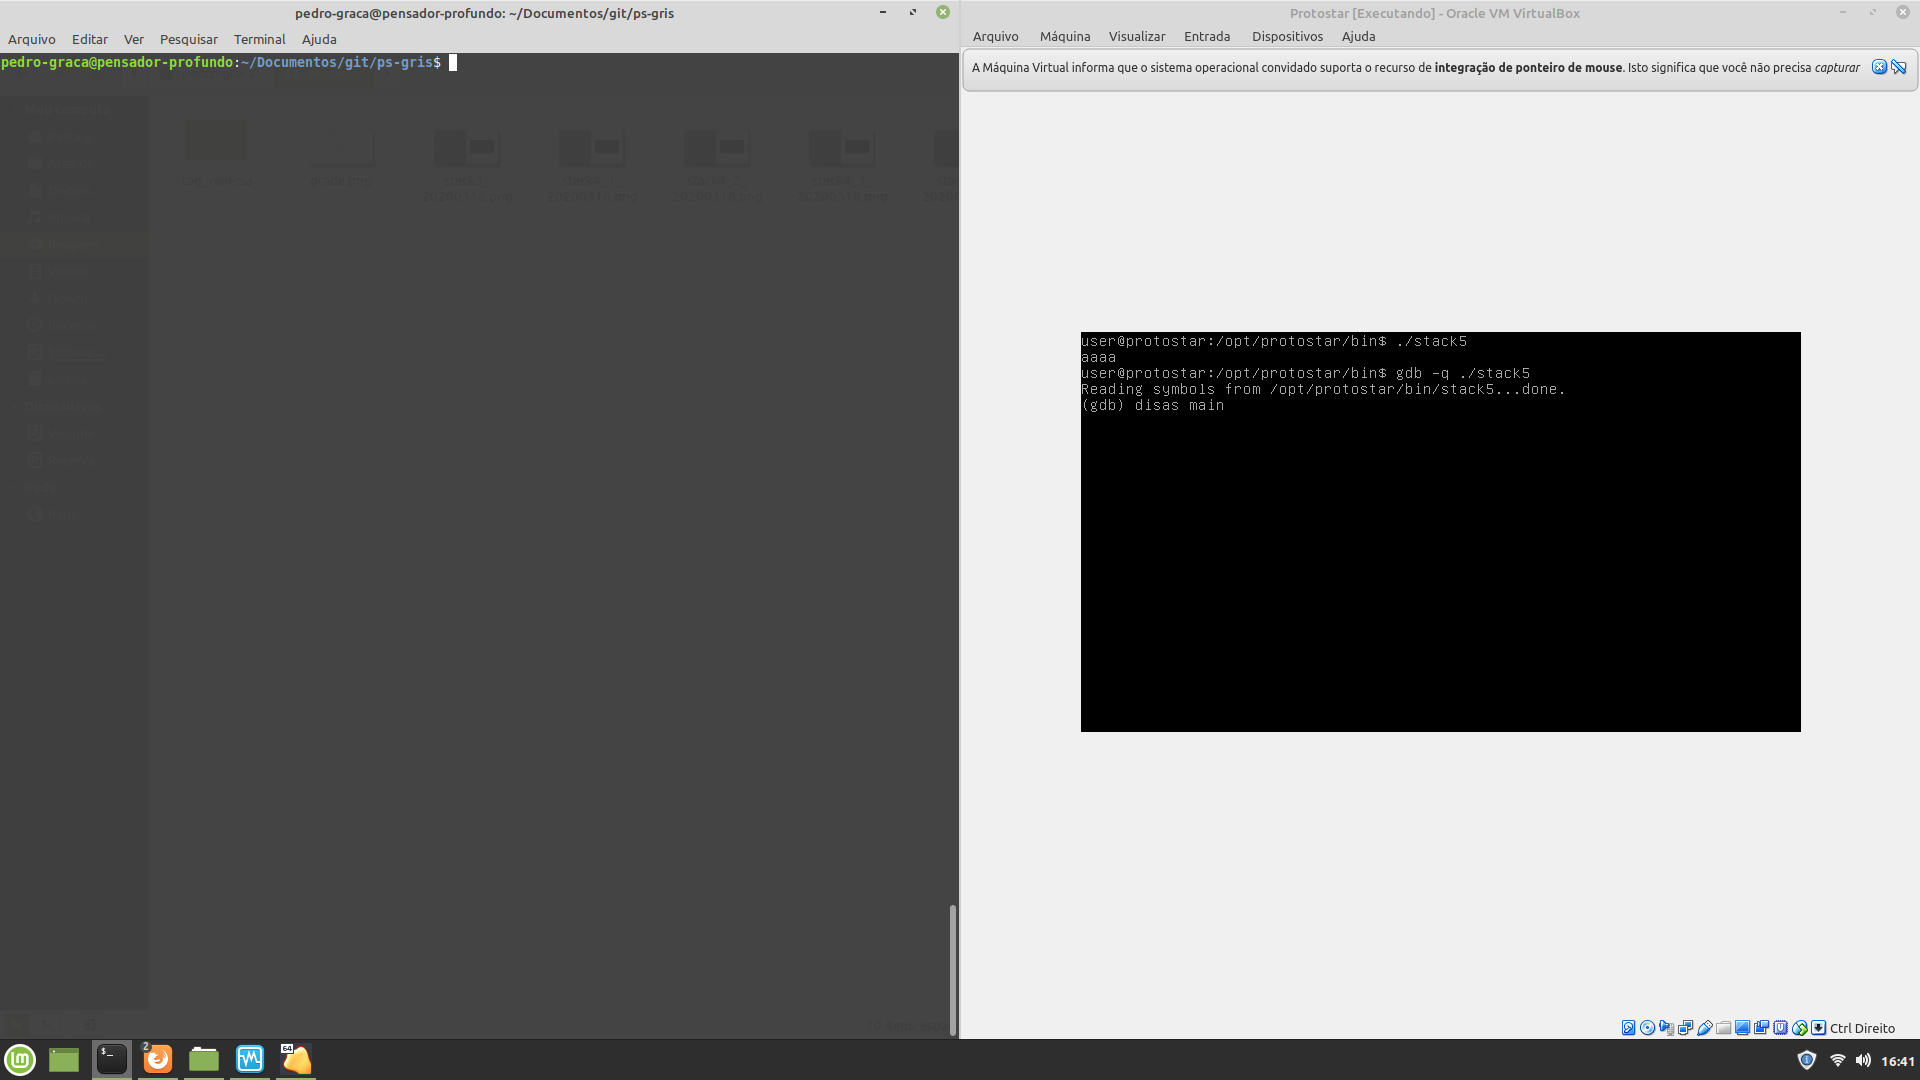 pedro-graca@pensador-profundo: ~/Documentos/git/ps-gris
Arquivo Editar Ver Pesquisar Terminal Ajuda
pedro-graca@pensador-profundo:~/Documentos/git/ps-gris$
Protostar [Executando] - Oracle VM VirtualBox
Arquivo Máquina Visualizar Entrada Dispositivos Ajuda
A Máquina Virtual informa que o sistema operacional convidado suporta o recurso de integração de ponteiro de mouse. Isto significa que você não precisa capturar
user@protostar:/opt/protostar/bin$ ./stack5
aaaa
user@protostar:/opt/protostar/bin$ gdb -q ./stack5
Reading symbols from /opt/protostar/bin/stack5...done.
(gdb) disas main
Ctrl Direito
2
64
16:41